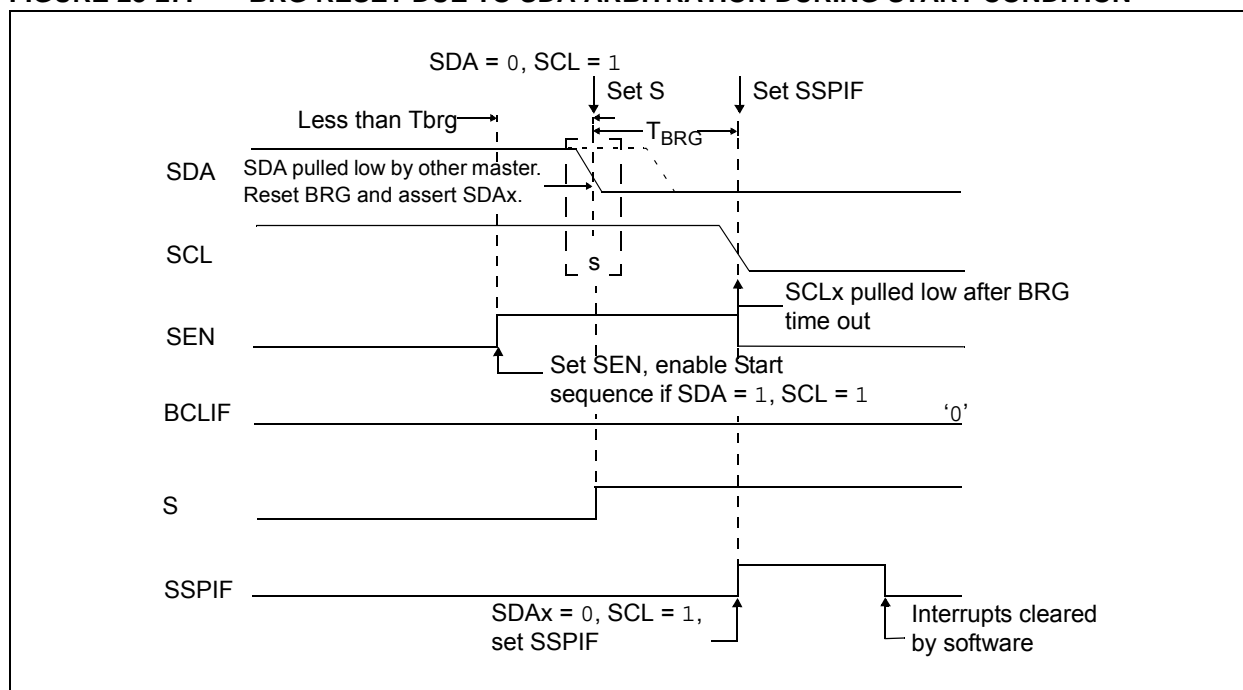 FIGURE 26-27: BRG RESET DUE TO SDA ARBITRATION DURING START CONDITION
SDA = 0, SCL = 1
Set S
Set SSPIF
Less than Tbrg
TBRG
SDA
SDA pulled low by other master.
Reset BRG and assert SDAx.
SCL
s
SCLx pulled low after BRG
time out
SEN
Set SEN, enable Start
sequence if SDA = 1, SCL = 1
BCLIF
‘0’
S
SSPIF
SDAx = 0, SCL = 1,
set SSPIF
Interrupts cleared
by software